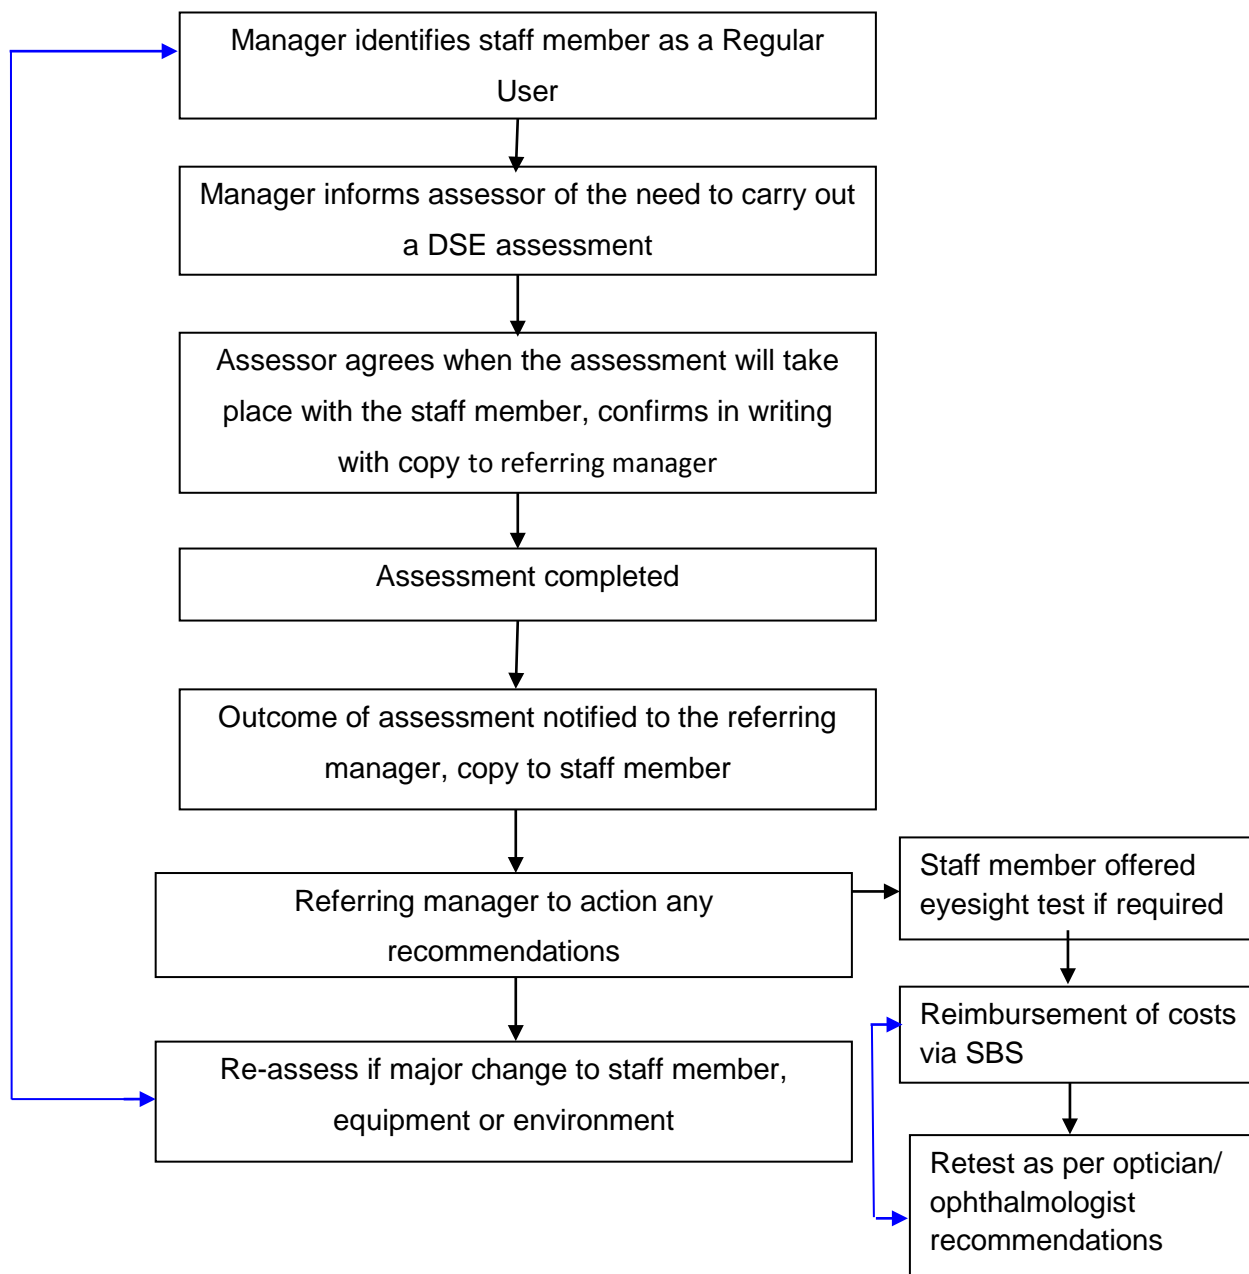 Manager identifies staff member as a Regular
User
Manager informs assessor of the need to carry out
a DSE assessment
Assessor agrees when the assessment will take
place with the staff member, confirms in writing
with copy to referring manager
Assessment completed
Outcome of assessment notified to the referring
manager, copy to staff member
Referring manager to action any
recommendations
Staff member offered
eyesight test if required
Reimbursement of costs
via SBS
Re-assess if major change to staff member,
equipment or environment
Retest as per optician/
ophthalmologist
recommendations